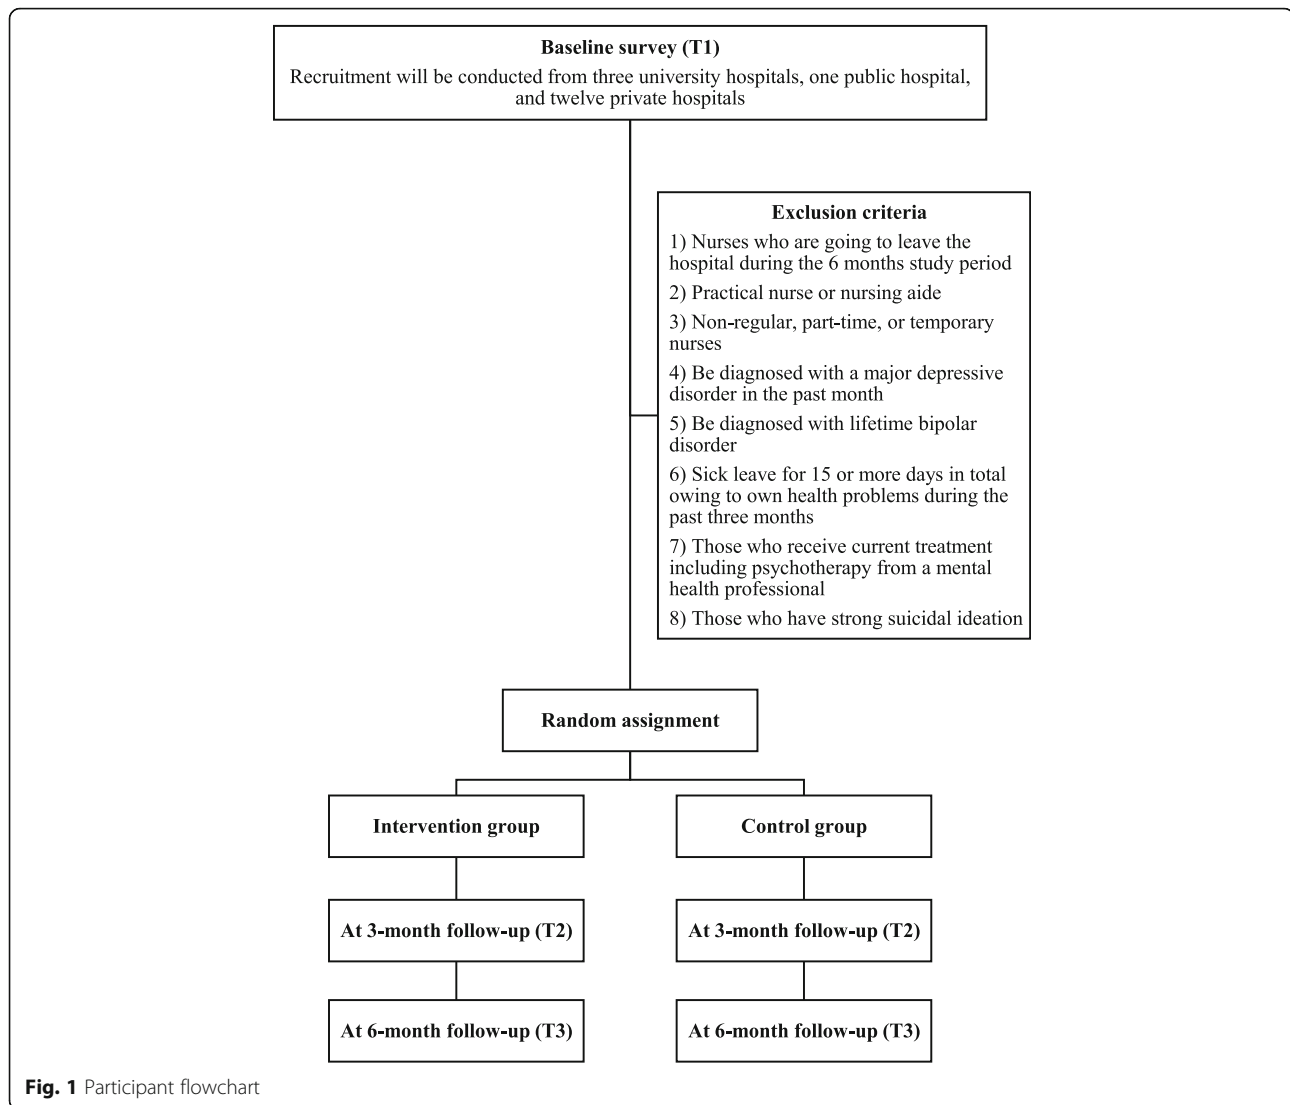 Baseline survey (T1)
Recruitment will be conducted from three university hospitals, one public hospital,
and twelve private hospitals
Exclusion criteria
1) Nurses who are going to leave the
hospital during the 6 months study period
2) Practical nurse or nursing aide
3) Non-regular, part-time, or temporary
nurses
4) Be diagnosed with a major depressive
disorder in the past month
5) Be diagnosed with lifetime bipolar
disorder
6) Sick leave for 15 or more days in total
owing to own health problems during the
past three months
7) Those who receive current treatment
including psychotherapy from a mental
health professional
8) Those who have strong suicidal ideation
Random assignment
Intervention group
Control group
At 3-month follow-up (T2)
At 3-month follow-up (T2)
At 6-month follow-up (T3)
At 6-month follow-up (T3)
Fig. 1 Participant flowchart